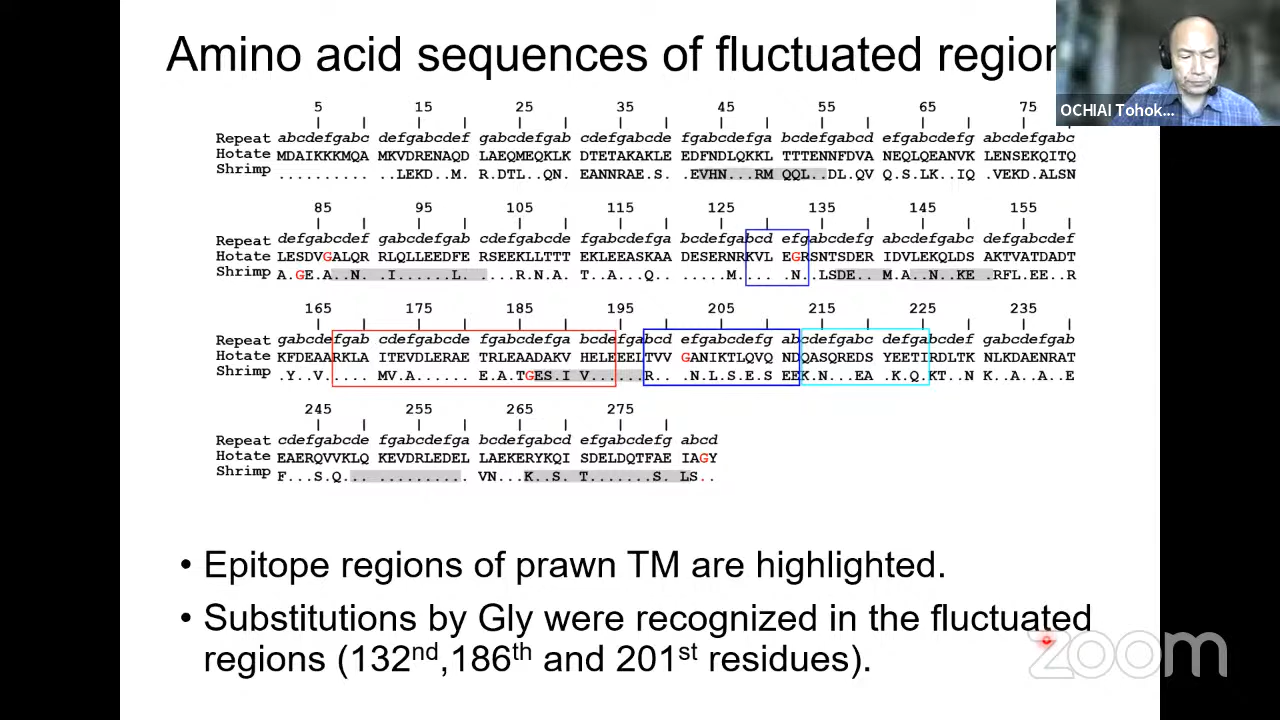 Amino acid sequences of fluctuated region
OCHIAI Tohok...
5 15 25 35 45 55 65 75
Repeat abcdefgabc defgabcdef gabcdefgab cdefgabcde fgabcdefga bcdefgabcd efgabcdefg abcdefgabc
Hotate MDAIKKKMQA MKVDRENAQD LAEQMEQKLK DTETAKAKLE EDFNDLQKKL TTTENNFDVA NEQLQEANVK LENSEKQITQ
Shrimp .......... ...LEKD..M. R.DTL..QN. EANNRAE.S. .EVHN...RM QQL..DL.QV Q.S.LK..IQ .VEKD.ALSN
85 95 105 115 125 135 145 155
Repeat defgabcdef gabcdefgab cdefgabcde fgabcdefga bcdefgabcd efgabcdefg abcdefgabc defgabcdef
Hotate LESDVGALQR RLQLLEEDFE RSEEKLLTTT EKLEEASKAA DESERNRKVL EGRSNTSDER IDVLEKQLDS AKTVATDADT
Shrimp A.GE.A..N. .I......L. ...R.N.A. T..A...Q.. .....M.... .N..LSDE.. M.A..N.KE. RFL.EE..R
165 175 185 195 205 215 225 235
Repeat gabcdefgab cdefgabcde fgabcdefga bcdefgabcd efgabcdefg abcdefgabc defgabcdef
Hotate KFDEAARKLA ITEVDLERAE TRLEAADAKV HELEEELTVV GANIKTLQVQ NDQASQREDS YEETIRDLTK NLKDAENRAT
Shrimp .Y..V..... MV.A...... E.A.TGES.I V......R.. .N.L.S.E.S EEK.N...EA .K.Q.KT..N K..A..A..E
245 255 265 275
Repeat cdefgabcde fgabcdefga bcdefgabcd efgabcdefg abcd
Hotate EAERQVVKLQ KEVDRLEDEL LAEKERYKQI SDELDQTFAE IAGY
Shrimp F...S.Q... .......... VN...K..S. T.......S. LS..
• Epitope regions of prawn TM are highlighted.
• Substitutions by Gly were recognized in the fluctuated
regions (132nd,186th and 201st residues).
zoom